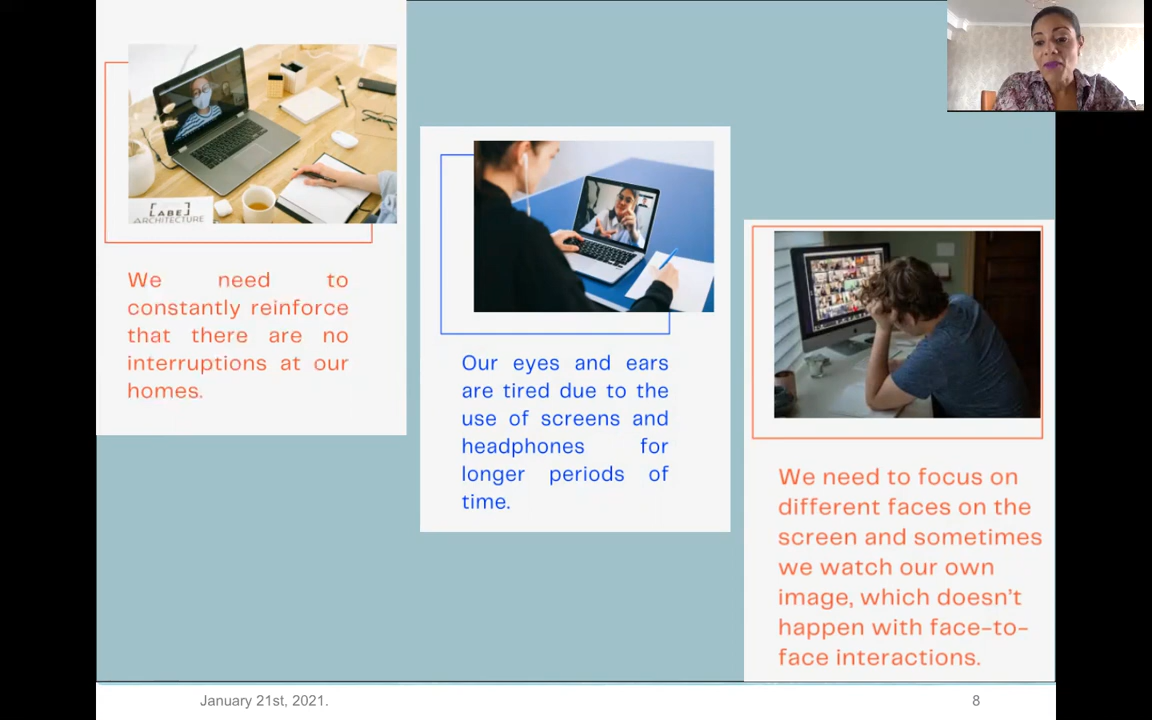 LABE
ARCHITECTURE
We need to
constantly reinforce
that there are no
interruptions at our
homes.
Our eyes and ears
are tired due to the
use of screens and
headphones for
longer periods of
time.
We need to focus on
different faces on the
screen and sometimes
we watch our own
image, which doesn't
happen with face-to-
face interactions.
January 21st, 2021.
8